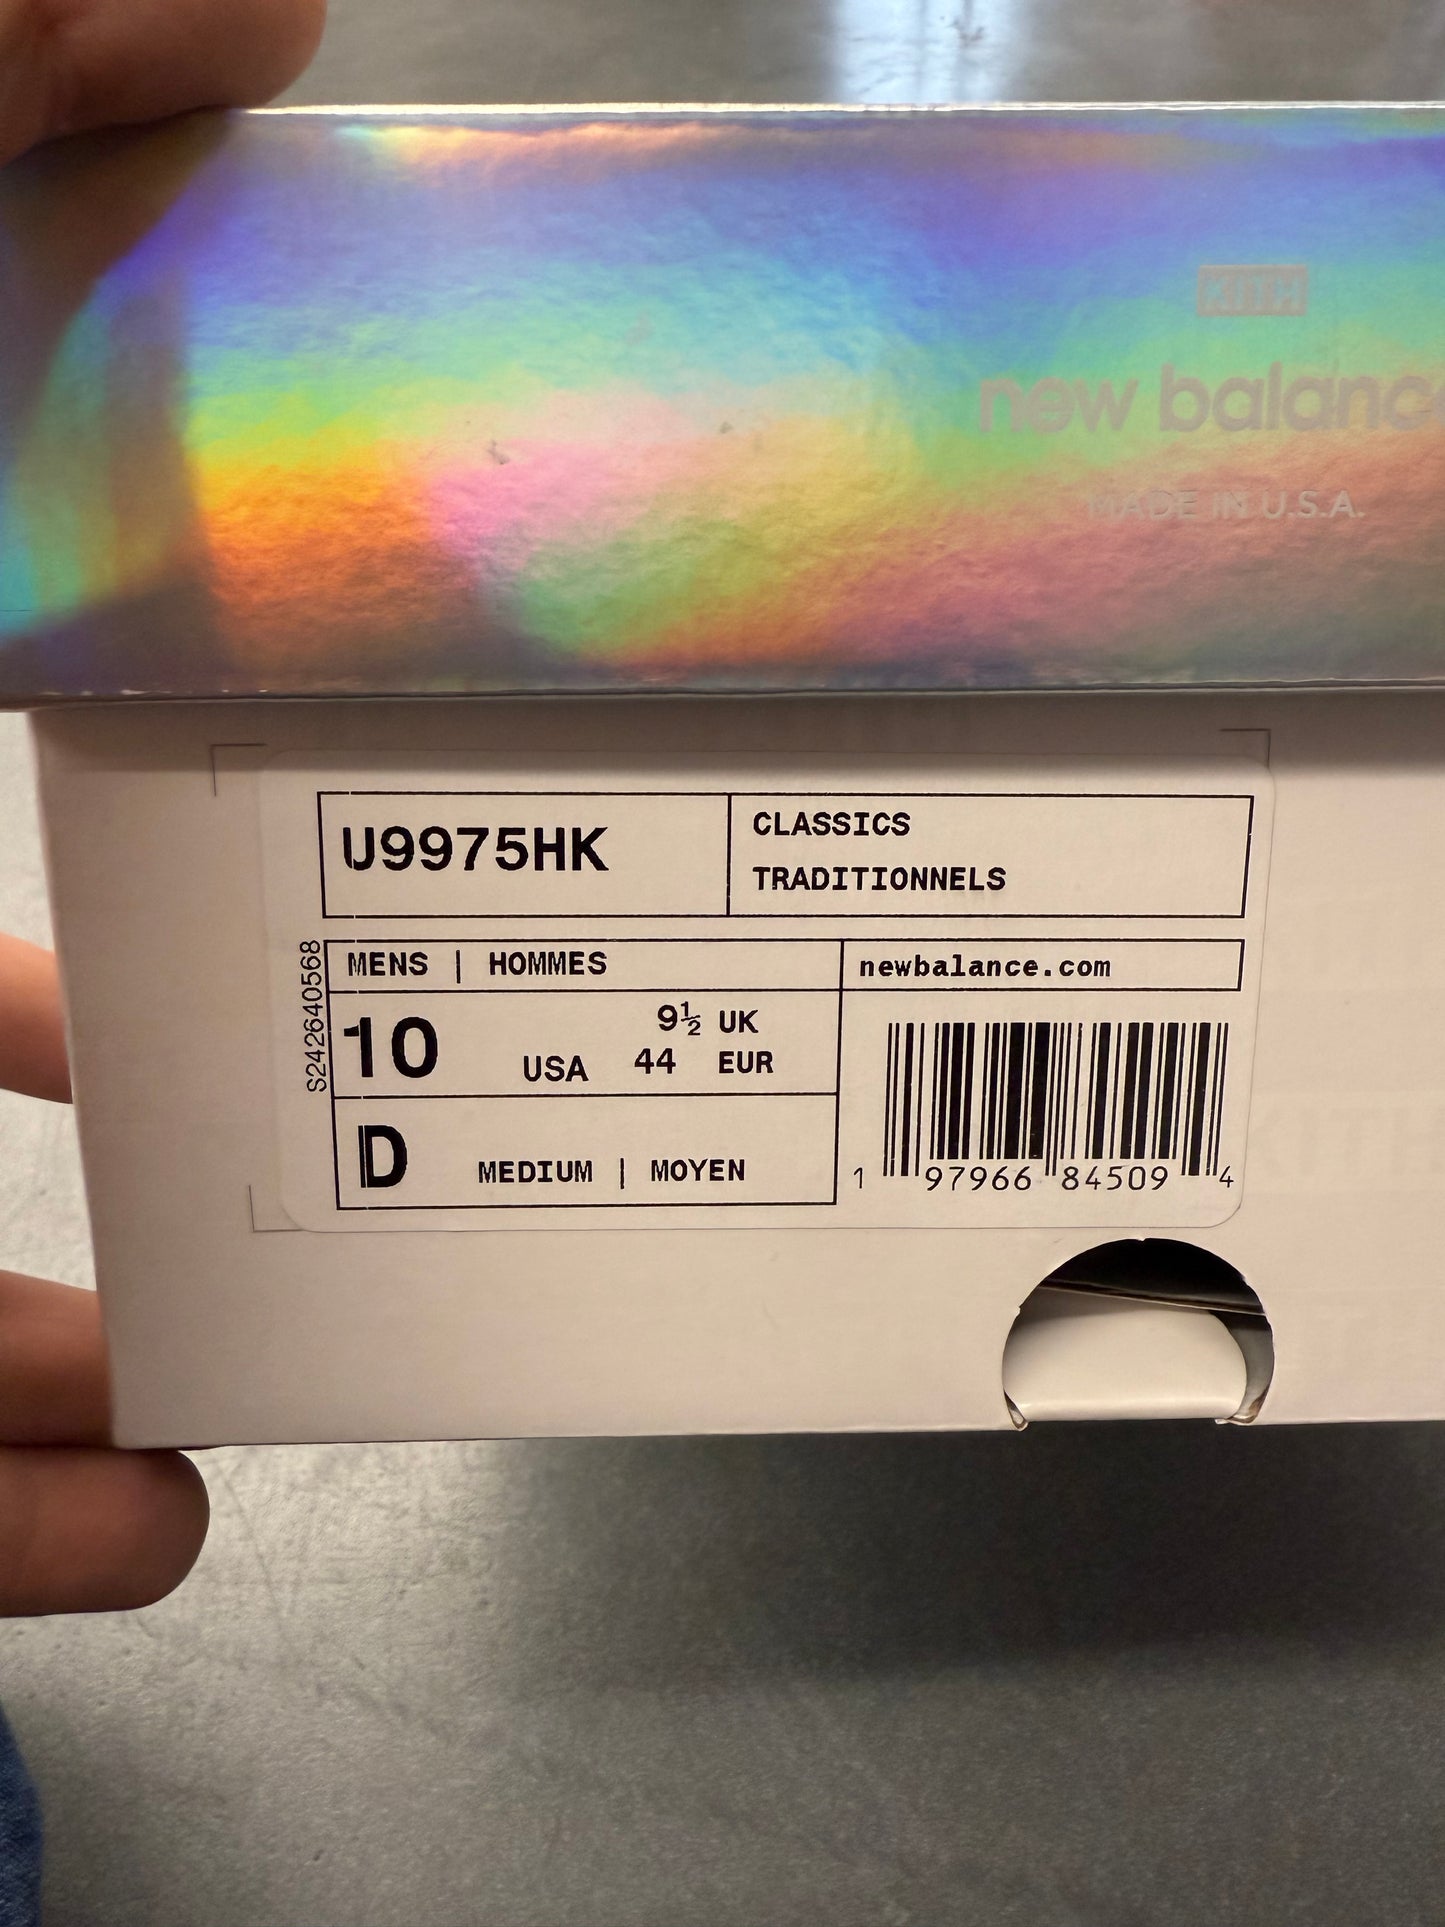 KITH
new balance
MADE IN U.S.A.
U9975HK
CLASSICS
TRADITIONNELS
S242640568
MENS | HOMMES
newbalance.com
10 USA
9½ UK
44 EUR
D MEDIUM | MOYEN
1 97966 84509 4